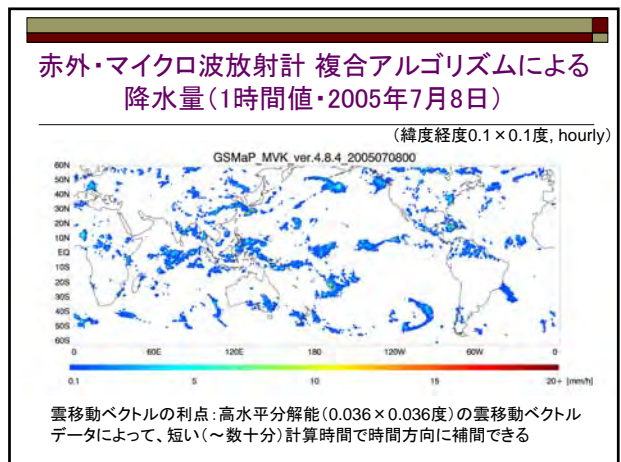 赤外・マイクロ波放射計 複合アルゴリズムによる
降水量（1時間値・2005年7月8日）
（緯度経度0.1×0.1度, hourly）
GSMaP_MVK ver.4.8.4_2005070800
60N
50N
40N
30N
20N
10N
EQ
10S
20S
30S
40S
50S
60S
0 60E 120E 180 120W 60W 0
0.1 5 10 15 20+ [mm/h]
雲移動ベクトルの利点：高水平分解能（0.036×0.036度）の雲移動ベクトル
データによって、短い（～数十分）計算時間で時間方向に補間できる